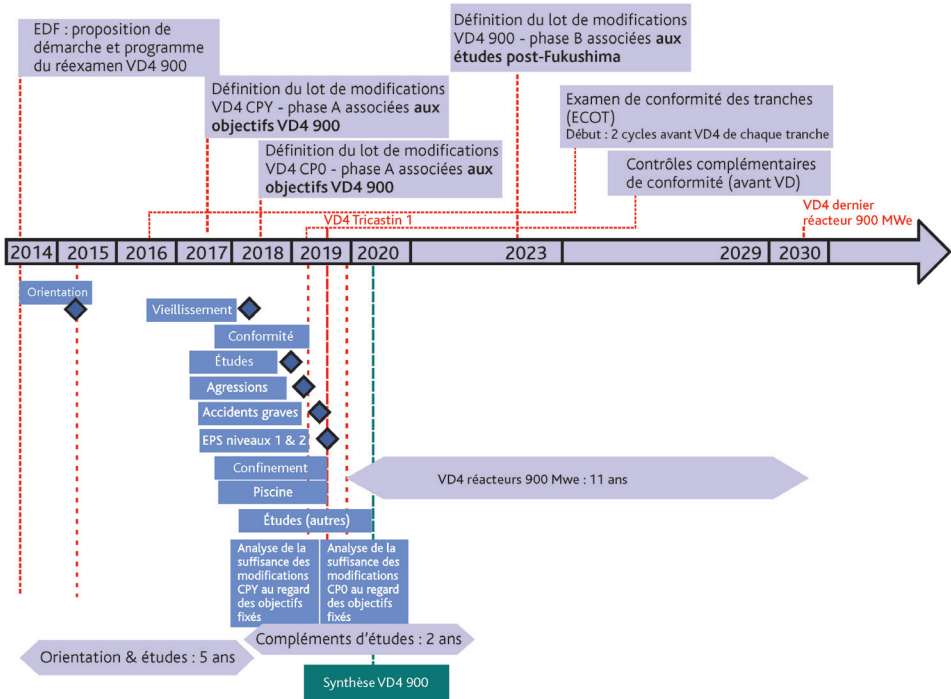 EDF : proposition de
démarche et programme
du réexamen VD4 900
Définition du lot de modifications
VD4 CPY - phase A associées aux
objectifs VD4 900
Définition du lot de modifications
VD4 CP0 - phase A associées aux
objectifs VD4 900
Définition du lot de modifications
VD4 900 - phase B associées aux
études post-Fukushima
Examen de conformité des tranches
(ECOT)
Début : 2 cycles avant VD4 de chaque tranche
Contrôles complémentaires
de conformité (avant VD)
VD4 Tricastin 1
VD4 dernier
réacteur 900 MWe
2014 2015 2016 2017 2018 2019 2020 2023 2029 2030
Orientation
Vieillissement
Conformité
Études
Agressions
Accidents graves
EPS niveaux 1 & 2
Confinement
Piscine
VD4 réacteurs 900 Mwe : 11 ans
Études (autres)
Analyse de la
suffisance des
modifications
CPY au regard
des objectifs
fixés
Analyse de la
suffisance des
modifications
CP0 au regard
des objectifs
fixés
Compléments d'études : 2 ans
Orientation & études : 5 ans
Synthèse VD4 900